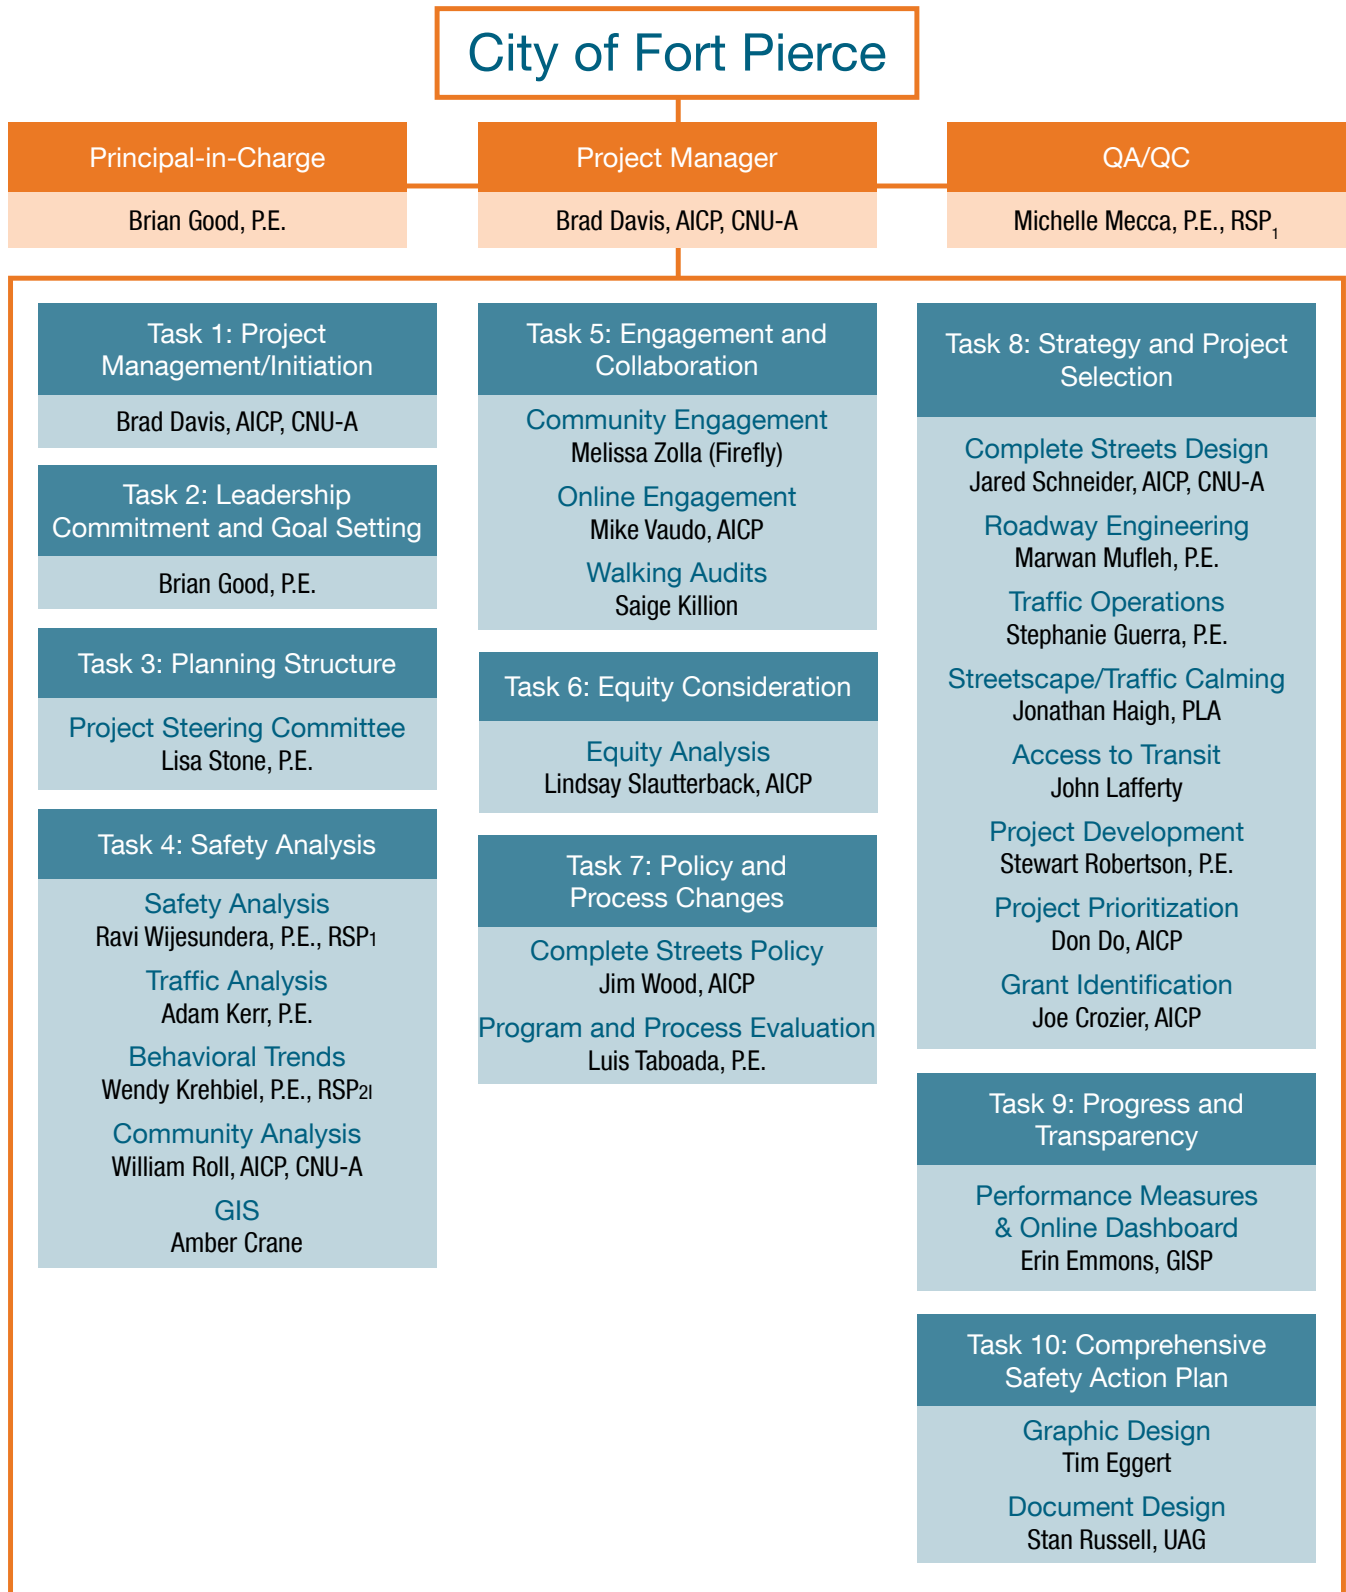 City of Fort Pierce
Principal-in-Charge
Brian Good, P.E.
Project Manager
Brad Davis, AICP, CNU-A
QA/QC
Michelle Mecca, P.E., RSP1
Task 1: Project
Management/Initiation
Brad Davis, AICP, CNU-A
Task 2: Leadership
Commitment and Goal Setting
Brian Good, P.E.
Task 3: Planning Structure
Project Steering Committee
Lisa Stone, P.E.
Task 4: Safety Analysis
Safety Analysis
Ravi Wijesundera, P.E., RSP1
Traffic Analysis
Adam Kerr, P.E.
Behavioral Trends
Wendy Krehbiel, P.E., RSP2I
Community Analysis
William Roll, AICP, CNU-A
GIS
Amber Crane
Task 5: Engagement and
Collaboration
Community Engagement
Melissa Zolla (Firefly)
Online Engagement
Mike Vaudo, AICP
Walking Audits
Saige Killion
Task 6: Equity Consideration
Equity Analysis
Lindsay Slautterback, AICP
Task 7: Policy and
Process Changes
Complete Streets Policy
Jim Wood, AICP
Program and Process Evaluation
Luis Taboada, P.E.
Task 8: Strategy and Project
Selection
Complete Streets Design
Jared Schneider, AICP, CNU-A
Roadway Engineering
Marwan Mufleh, P.E.
Traffic Operations
Stephanie Guerra, P.E.
Streetscape/Traffic Calming
Jonathan Haigh, PLA
Access to Transit
John Lafferty
Project Development
Stewart Robertson, P.E.
Project Prioritization
Don Do, AICP
Grant Identification
Joe Crozier, AICP
Task 9: Progress and
Transparency
Performance Measures
& Online Dashboard
Erin Emmons, GISP
Task 10: Comprehensive
Safety Action Plan
Graphic Design
Tim Eggert
Document Design
Stan Russell, UAG